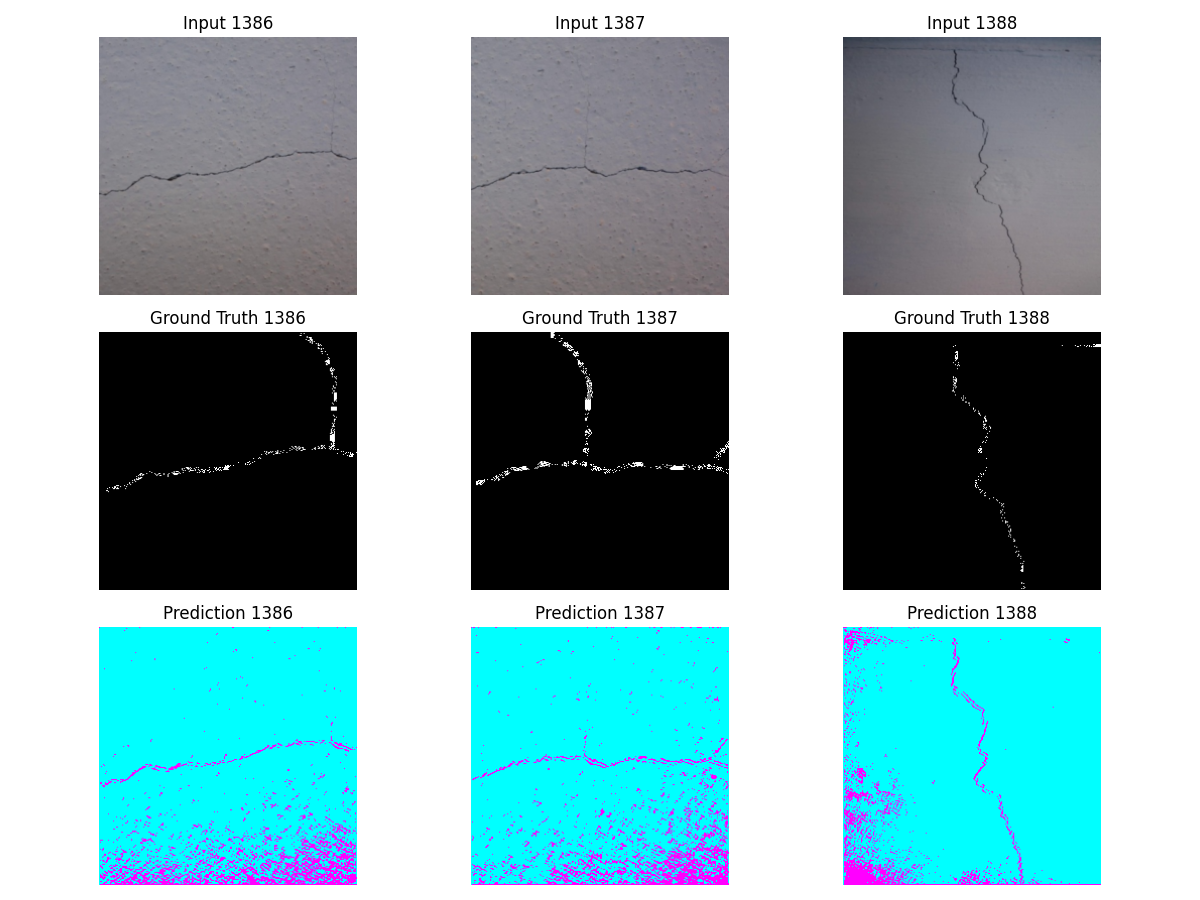 Input 1386
Input 1387
Input 1388
Ground Truth 1386
Ground Truth 1387
Ground Truth 1388
Prediction 1386
Prediction 1387
Prediction 1388